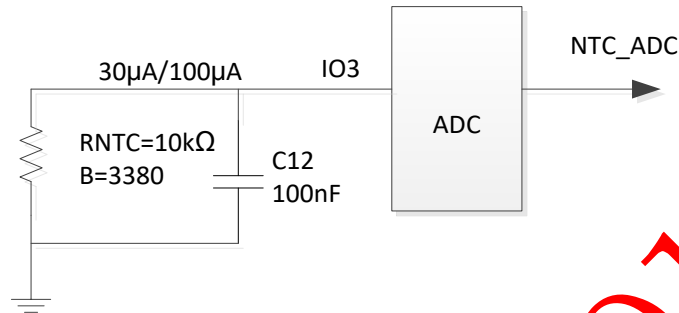 NTC_ADC
30μA/100μA
IO3
ADC
RNTC=10kΩ
B=3380
C12
100nF